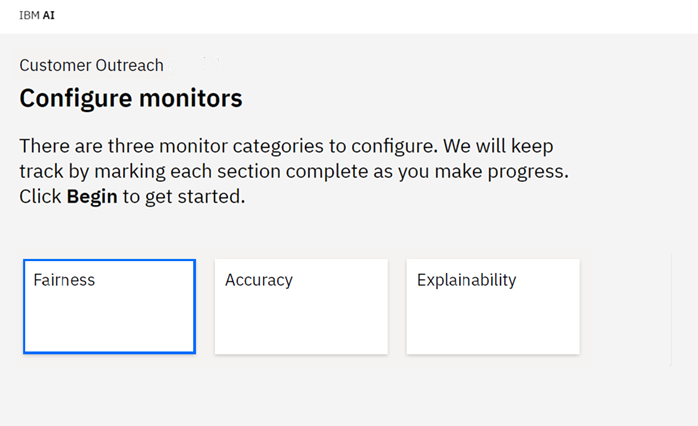 IBM AI
Customer Outreach
Configure monitors
There are three monitor categories to configure. We will keep
track by marking each section complete as you make progress.
Click Begin to get started.
Fairness
Accuracy
Explainability